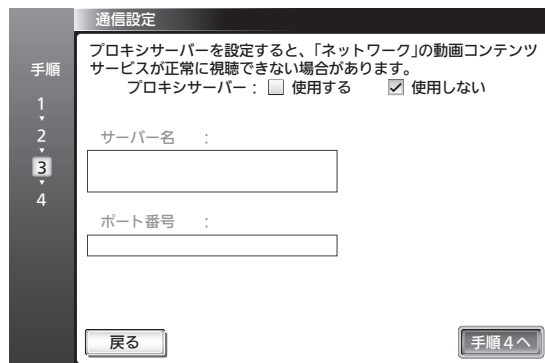 通信設定
手順
1
2
3
4
プロキシサーバーを設定すると、「ネットワーク」の動画コンテンツ
サービスが正常に視聴できない場合があります。
プロキシサーバー： 使用する 使用しない
サーバー名 ：
ポート番号 ：
戻る
手順4へ